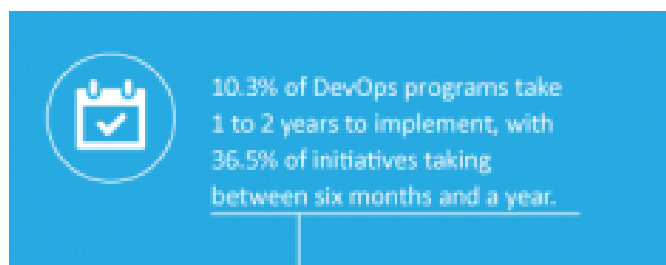 10.3% of DevOps programs take
1 to 2 years to implement, with
36.5% of initiatives taking
between six months and a year.